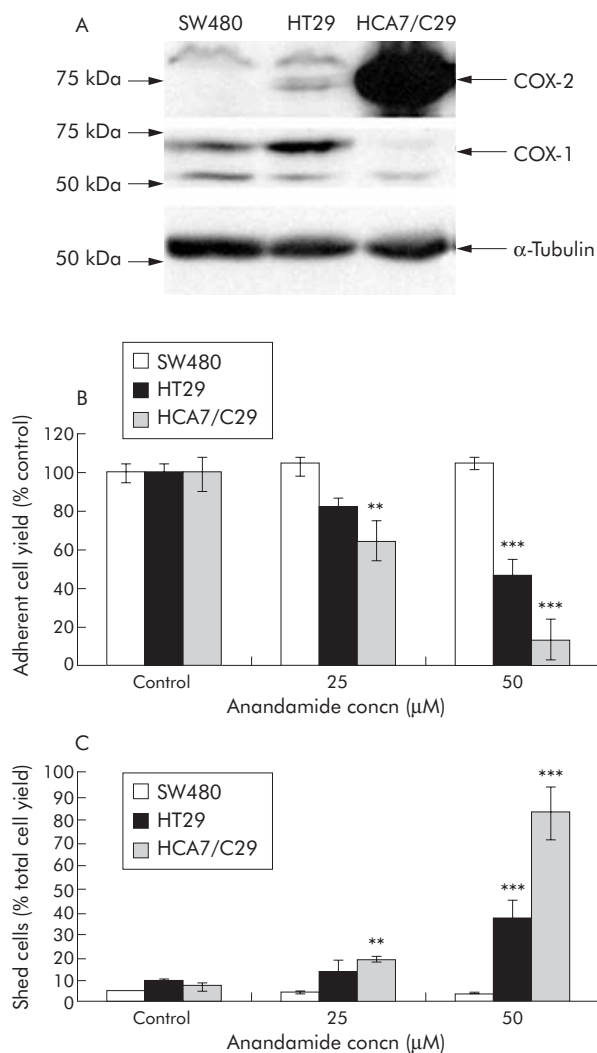 A
SW480 HT29 HCA7/C29
75 kDa
COX-2
75 kDa
COX-1
50 kDa
α-Tubulin
50 kDa
B
SW480
HT29
HCA7/C29
Adherent cell yield (% control)
120
100
80
60
40
20
0
**
***
***
Control 25 50
Anandamide concn (μM)
C
SW480
HT29
HCA7/C29
Shed cells (% total cell yield)
100
90
80
70
60
50
40
30
20
10
0
**
***
***
Control 25 50
Anandamide concn (μM)